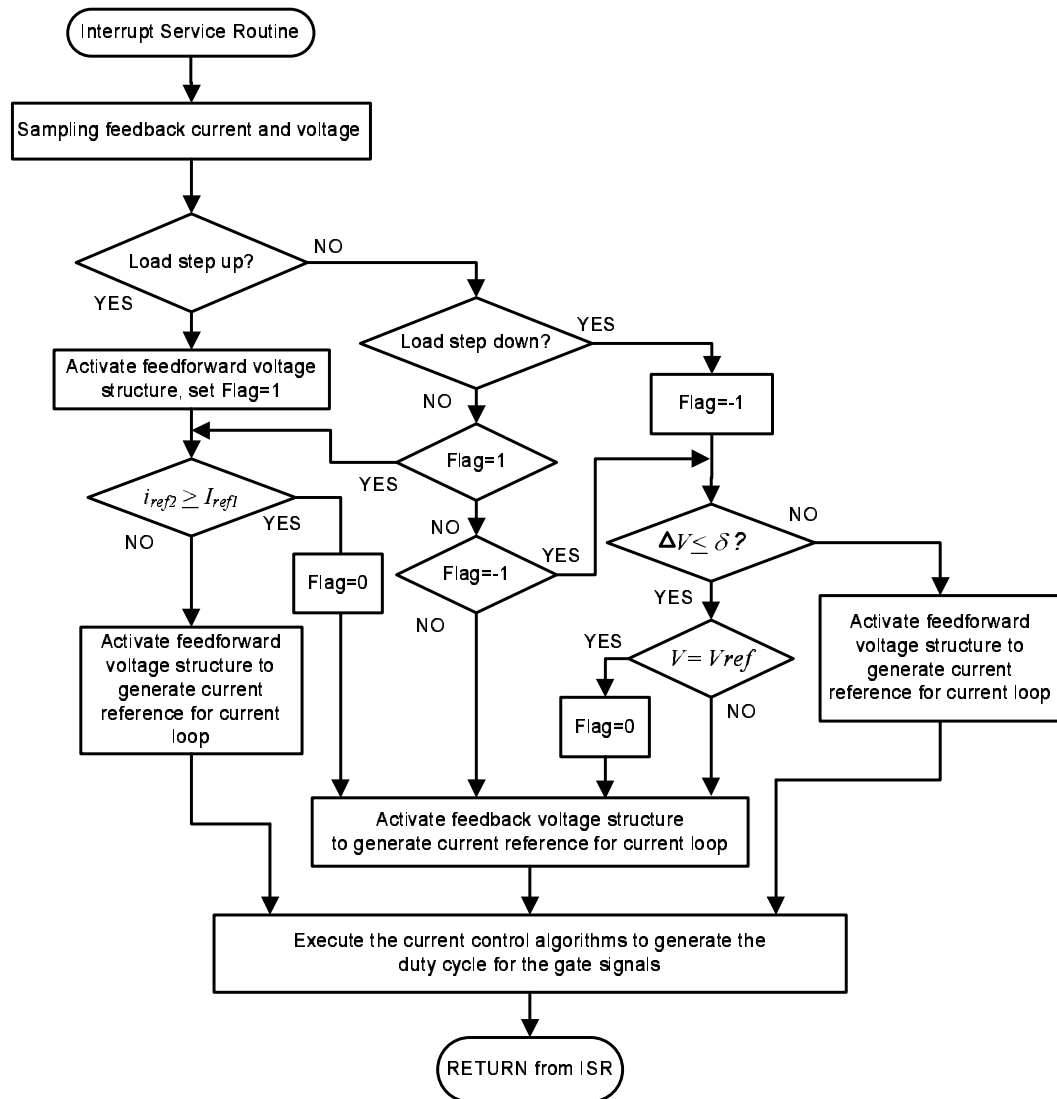 Interrupt Service Routine
Sampling feedback current and voltage
Load step up?
NO
YES
Load step down?
YES
Activate feedforward voltage
structure, set Flag=1
Flag=-1
NO
Flag=1
YES
i_ref2 ≥ I_ref1
YES
NO
NO
Flag=0
Flag=-1
YES
NO
ΔV ≤ δ?
NO
YES
Activate feedforward
voltage structure to
generate current
reference for current
loop
Activate feedforward
voltage structure to
generate current
reference for current loop
V = Vref
YES
NO
Flag=0
Activate feedback voltage structure
to generate current reference for current loop
Execute the current control algorithms to generate the
duty cycle for the gate signals
RETURN from ISR